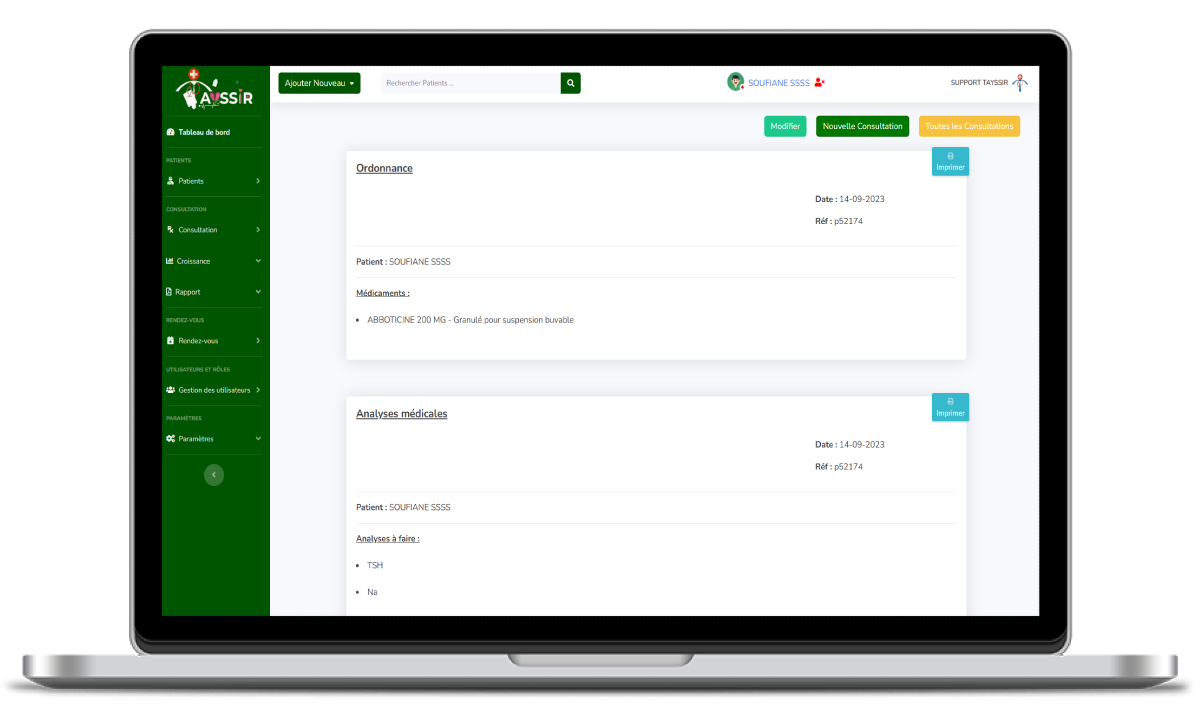 AYSSIR
Ajouter Nouveau
Rechercher Patients ...
SOUFIANE SSSS
SUPPORT TAYSSIR
Tableau de bord
PATIENTS
Patients
CONSULTATION
Consultation
Croissance
Rapport
RENDEZ-VOUS
Rendez-vous
UTILISATEURS ET RÔLES
Gestion des utilisateurs
PARAMÈTRES
Paramètres
Modifier
Nouvelle Consultation
Toutes les Consultations
Ordonnance
Imprimer
Date : 14-09-2023
Réf : p52174
Patient : SOUFIANE SSSS
Médicaments :
• ABBOTICINE 200 MG - Granulé pour suspension buvable
Analyses médicales
Imprimer
Date : 14-09-2023
Réf : p52174
Patient : SOUFIANE SSSS
Analyses à faire :
• TSH
• Na